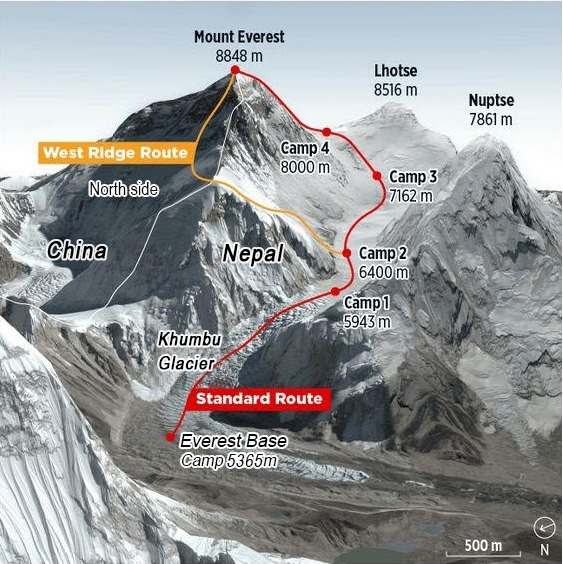 Mount Everest
8848 m
Lhotse
8516 m
Nuptse
7861 m
West Ridge Route
Camp 4
8000 m
Camp 3
7162 m
North side
China
Nepal
Camp 2
6400 m
Camp 1
5943 m
Khumbu
Glacier
Standard Route
Everest Base
Camp 5365m
500 m
N